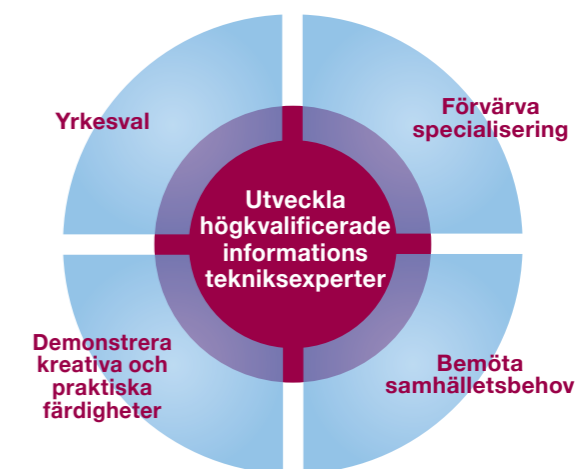 Yrkesval
Förvärva
specialisering
Utveckla
högkvalificerade
informations
tekniksexperter
Demonstrera
kreativa och
praktiska
färdigheter
Bemöta
samhälletsbehov